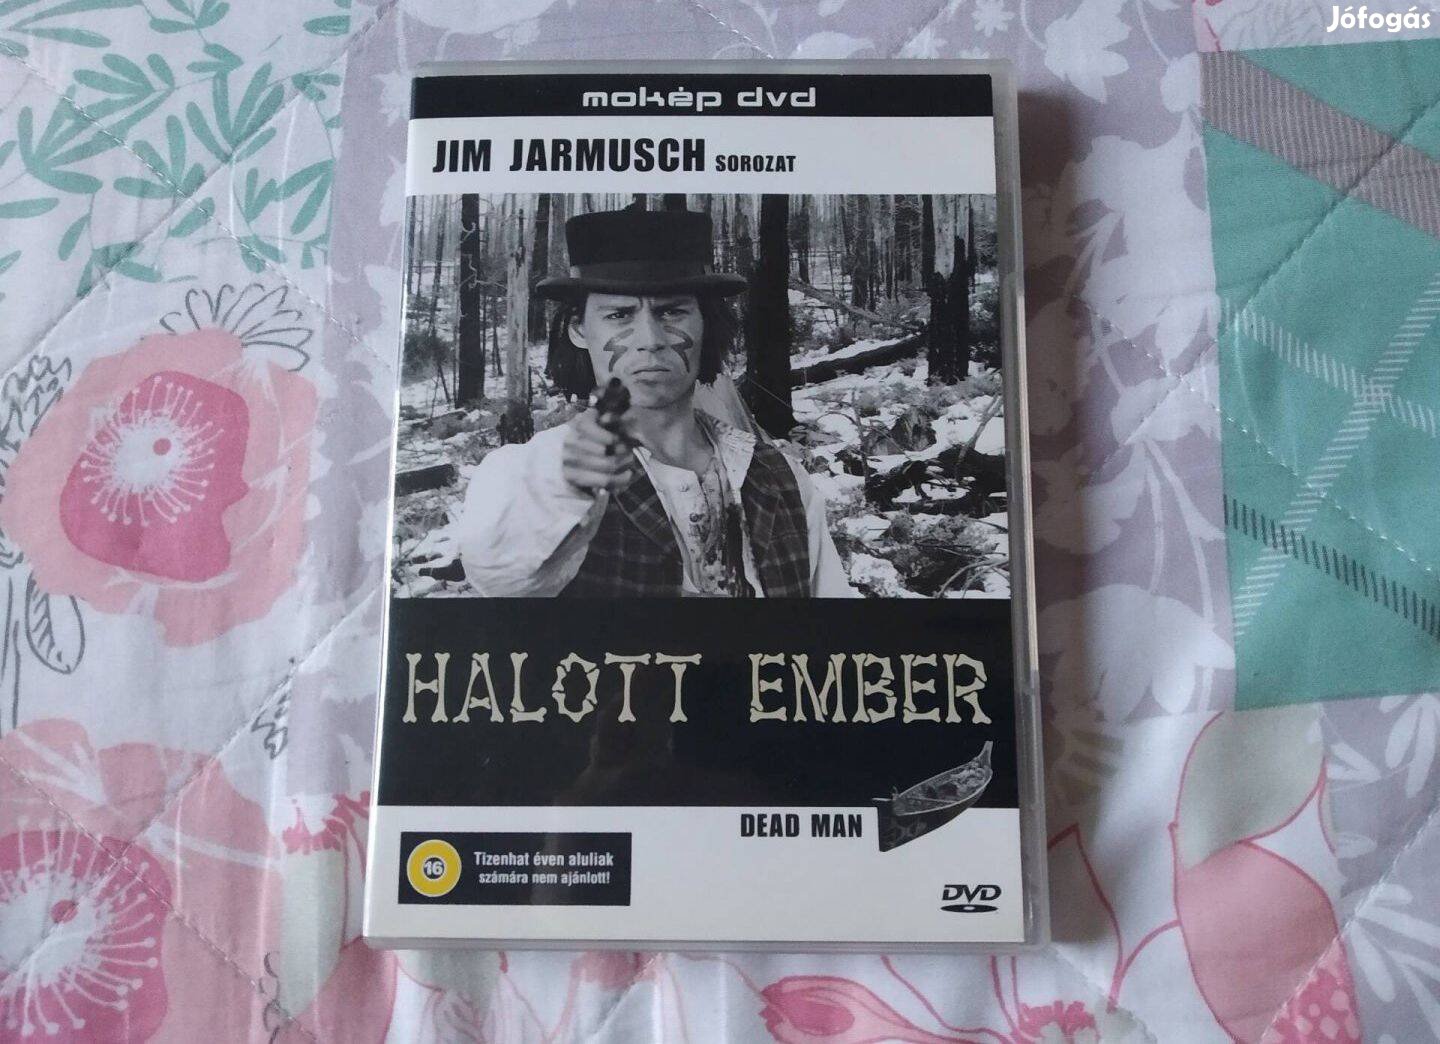 Jófogás
mokép dvd
JIM JARMUSCH SOROZAT
HALOTT EMBER
DEAD MAN
16
Tizenhat éven aluliak
számára nem ajánlott!
DVD